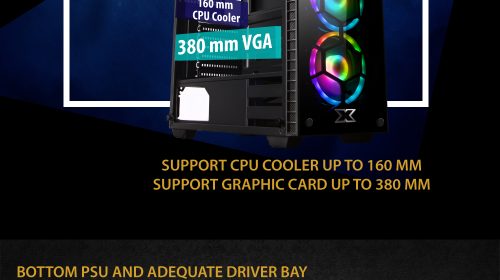 160 mm
CPU Cooler
380 mm VGA
SUPPORT CPU COOLER UP TO 160 MM
SUPPORT GRAPHIC CARD UP TO 380 MM
BOTTOM PSU AND ADEQUATE DRIVER BAY